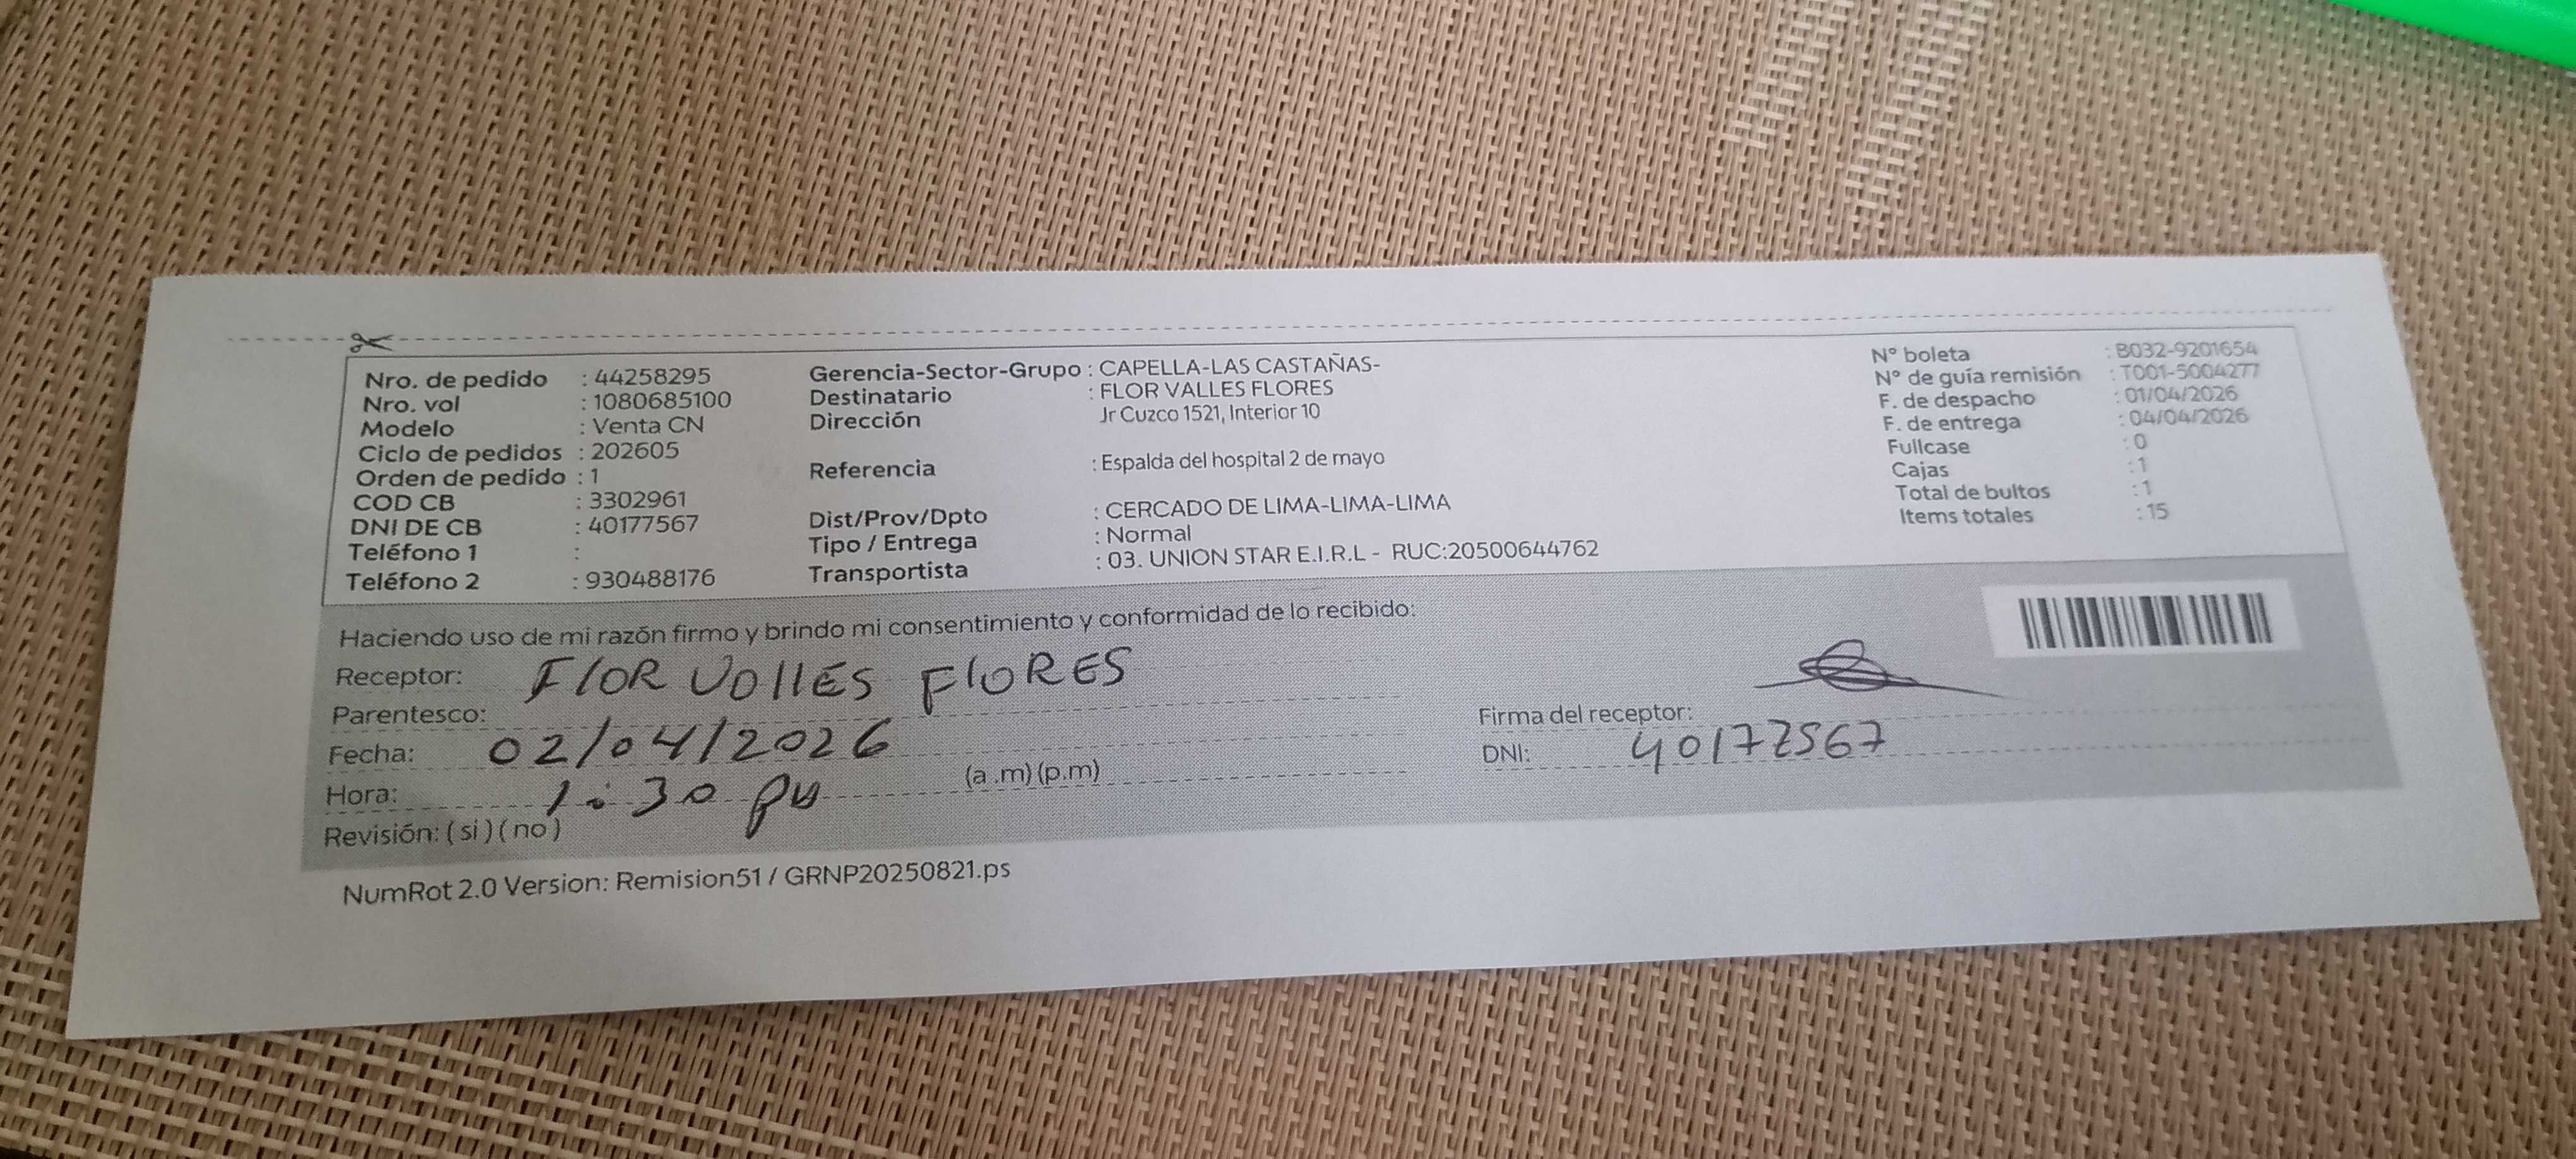 Nro. de pedido : 44258295
Nro. vol : 1080685100
Modelo : Venta CN
Ciclo de pedidos : 202605
Orden de pedido : 1
COD CB : 3302961
DNI DE CB : 40177567
Teléfono 1 :
Teléfono 2 : 930488176
Gerencia-Sector-Grupo : CAPELLA-LAS CASTAÑAS-
Destinatario : FLOR VALLES FLORES
Dirección Jr Cuzco 1521, Interior 10
Referencia : Espalda del hospital 2 de mayo
Dist/Prov/Dpto : CERCADO DE LIMA-LIMA-LIMA
Tipo / Entrega : Normal
Transportista : 03. UNION STAR E.I.R.L - RUC:20500644762
N° boleta : B032-9201654
N° de guía remisión : T001-5004277
F. de despacho : 01/04/2026
F. de entrega : 04/04/2026
Fullcase : 0
Cajas : 1
Total de bultos : 1
Items totales : 15
Haciendo uso de mi razón firmo y brindo mi consentimiento y conformidad de lo recibido:
Receptor: FlOR VOllES FlORES
Parentesco:
Fecha: 02/04/2026
Hora: 1:30 pm (a .m) (p.m)
Revisión: ( si ) ( no )
Firma del receptor:
DNI: 40177567
NumRot 2.0 Version: Remision51 / GRNP20250821.ps